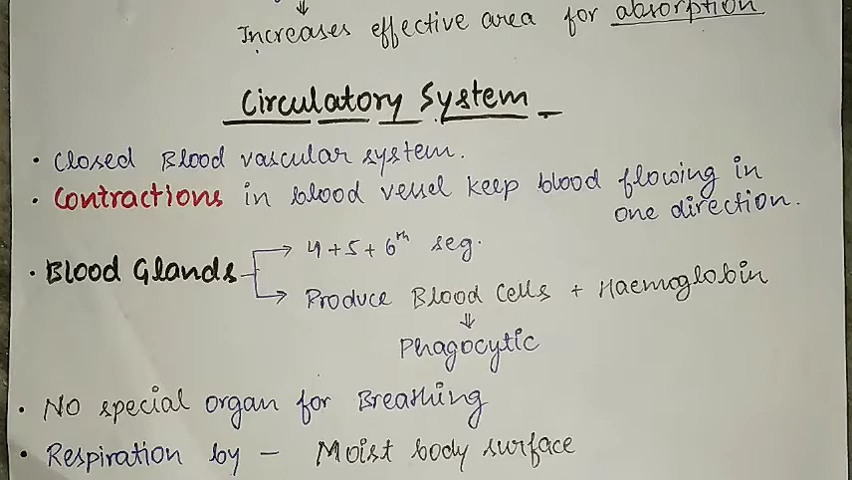 Increases effective area for absorption
Circulatory System
• Closed Blood vascular system.
• Contractions in blood vessel keep blood flowing in
one direction.
• Blood Glands → 4+5+6th seg.
→ Produce Blood Cells + Haemoglobin
⇓
Phagocytic
• No special organ for Breathing
• Respiration by – Moist body surface